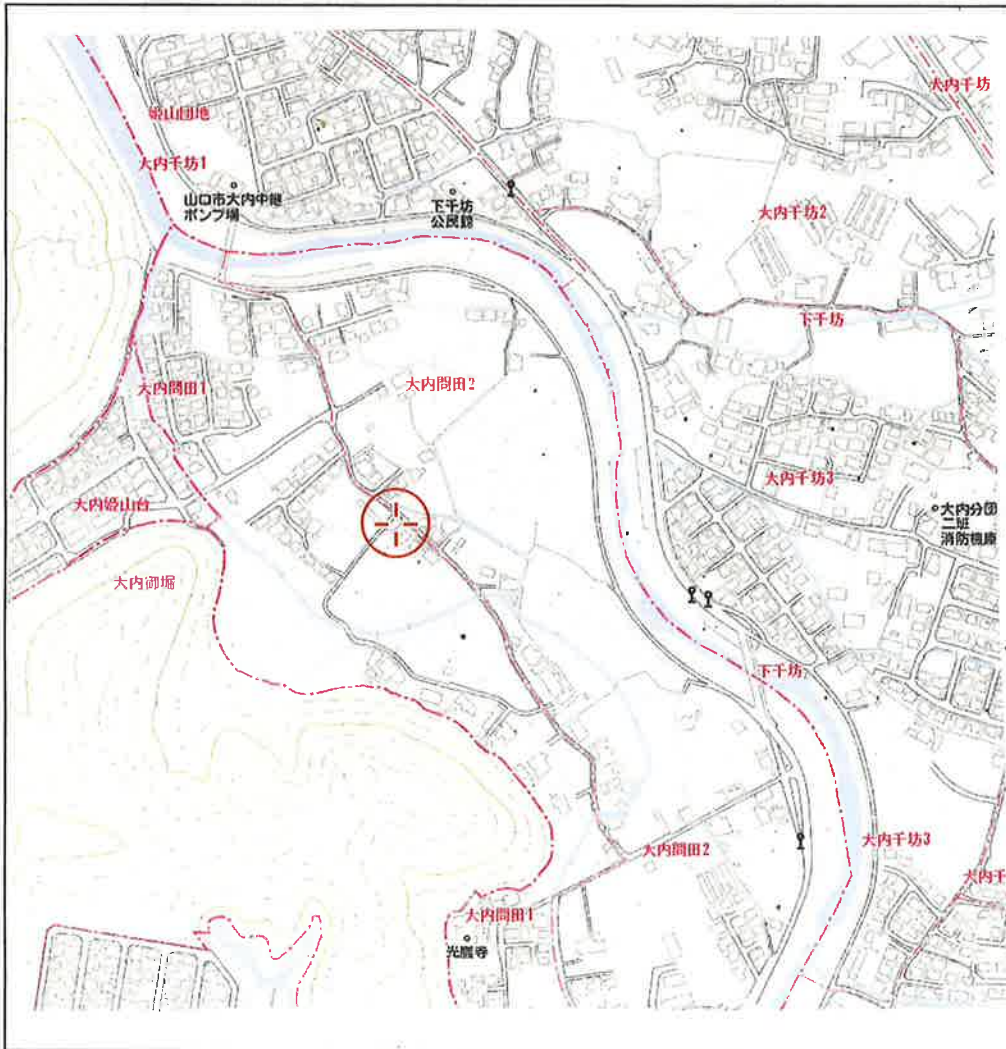 大内千坊
姫山団地
大内千坊1
山口市大内中継
ポンプ場
下千坊
公民館
大内千坊2
下千坊
大内問田1
大内問田2
大内千坊3
大内姫山台
大内分団
二班
消防機庫
大内御堀
下千坊
大内千坊3
大内問田2
大内千
大内問田1